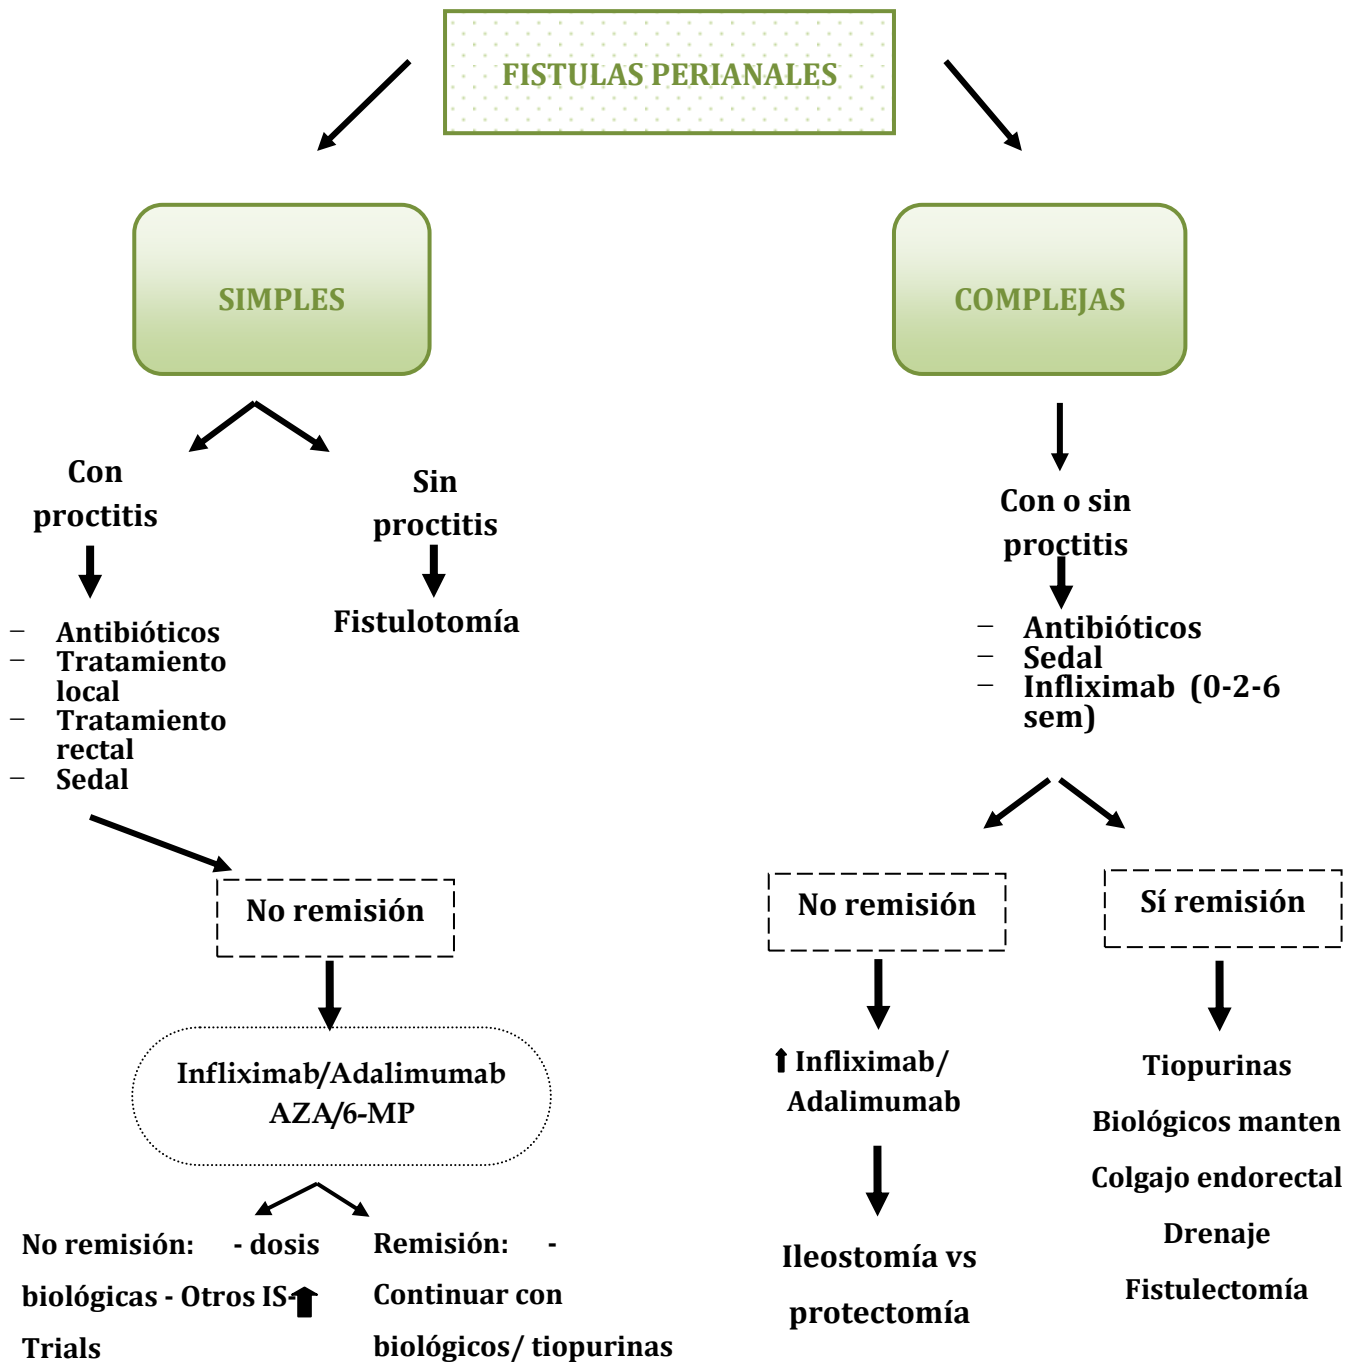 FISTULAS PERIANALES
SIMPLES
COMPLEJAS
Con
proctitis
Sin
proctitis
Con o sin
proctitis
– Antibióticos
– Tratamiento
local
– Tratamiento
rectal
– Sedal
Fistulotomía
– Antibióticos
– Sedal
– Infliximab (0-2-6
sem)
No remisión
No remisión
Sí remisión
Infliximab/Adalimumab
AZA/6-MP
⬆ Infliximab/
Adalimumab
Ileostomía vs
protectomía
Tiopurinas
Biológicos manten
Colgajo endorectal
Drenaje
Fistulectomía
No remisión: - dosis
biológicas - Otros IS-⬆
Trials
Remisión: -
Continuar con
biológicos/ tiopurinas